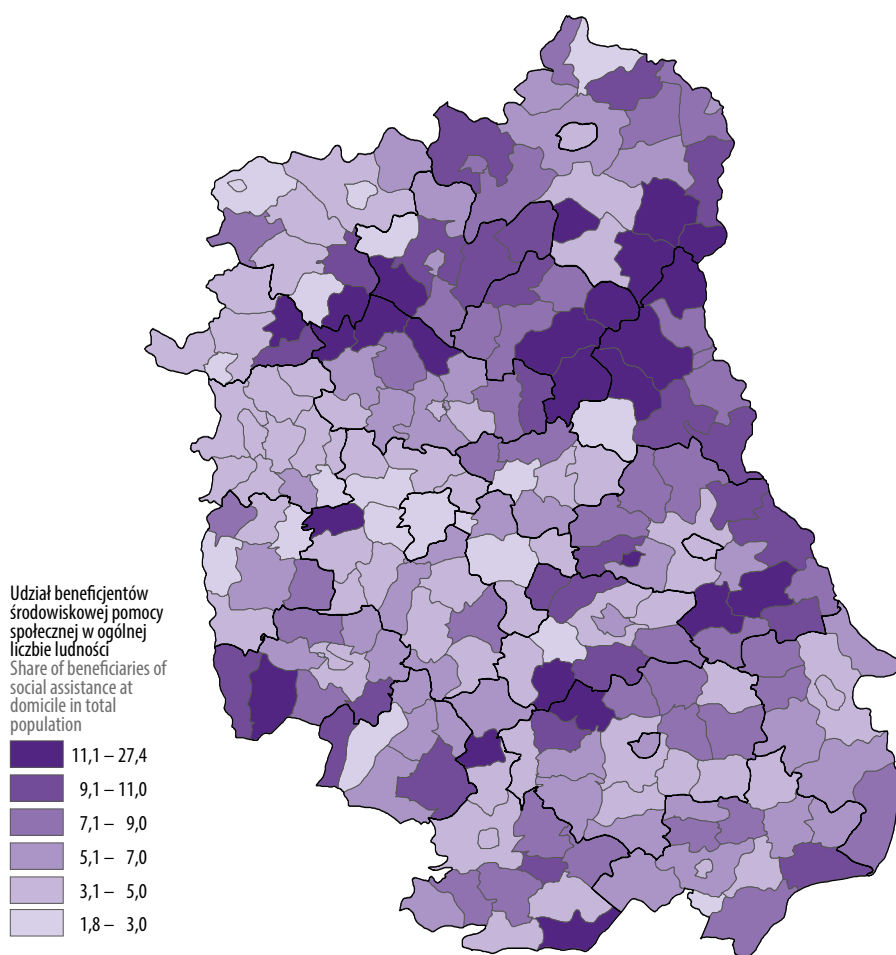 Udział beneficjentów
środowiskowej pomocy
społecznej w ogólnej
liczbie ludności
Share of beneficiaries of
social assistance at
domicile in total
population
11,1 – 27,4
9,1 – 11,0
7,1 – 9,0
5,1 – 7,0
3,1 – 5,0
1,8 – 3,0